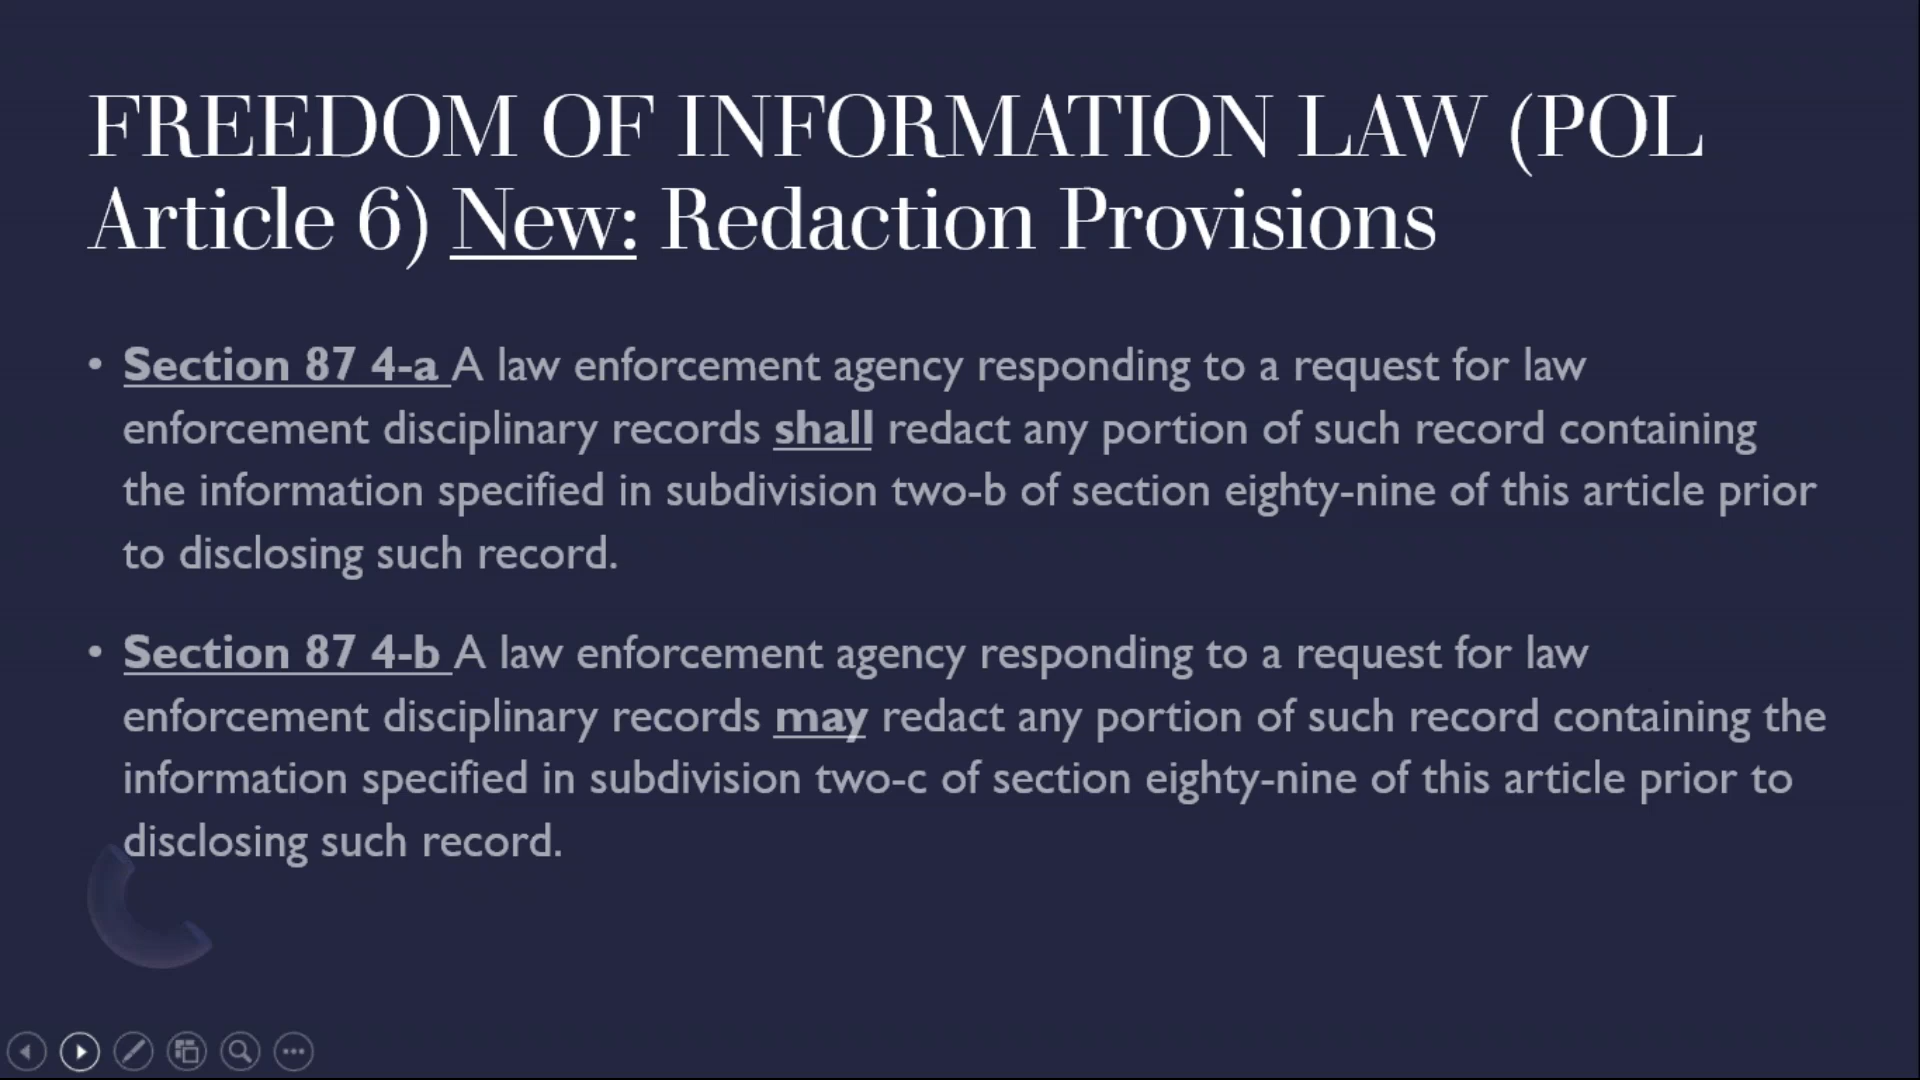 FREEDOM OF INFORMATION LAW (POL
Article 6) New: Redaction Provisions
• Section 87 4-a A law enforcement agency responding to a request for law
enforcement disciplinary records shall redact any portion of such record containing
the information specified in subdivision two-b of section eighty-nine of this article prior
to disclosing such record.
• Section 87 4-b A law enforcement agency responding to a request for law
enforcement disciplinary records may redact any portion of such record containing the
information specified in subdivision two-c of section eighty-nine of this article prior to
disclosing such record.